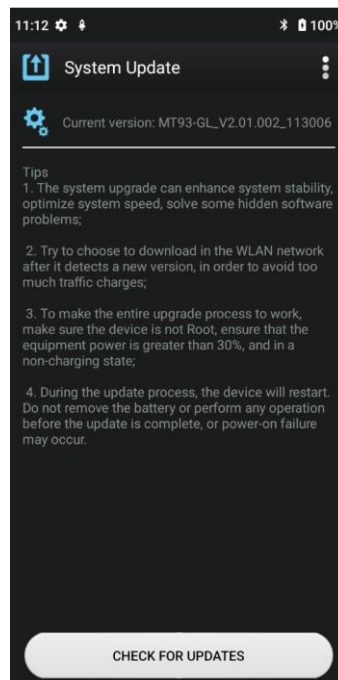 11:12 100%
System Update
Current version: MT93-GL_V2.01.002_113006
Tips
1. The system upgrade can enhance system stability,
optimize system speed, solve some hidden software
problems;
2. Try to choose to download in the WLAN network
after it detects a new version, in order to avoid too
much traffic charges;
3. To make the entire upgrade process to work,
make sure the device is not Root, ensure that the
equipment power is greater than 30%, and in a
non-charging state;
4. During the update process, the device will restart.
Do not remove the battery or perform any operation
before the update is complete, or power-on failure
may occur.
CHECK FOR UPDATES